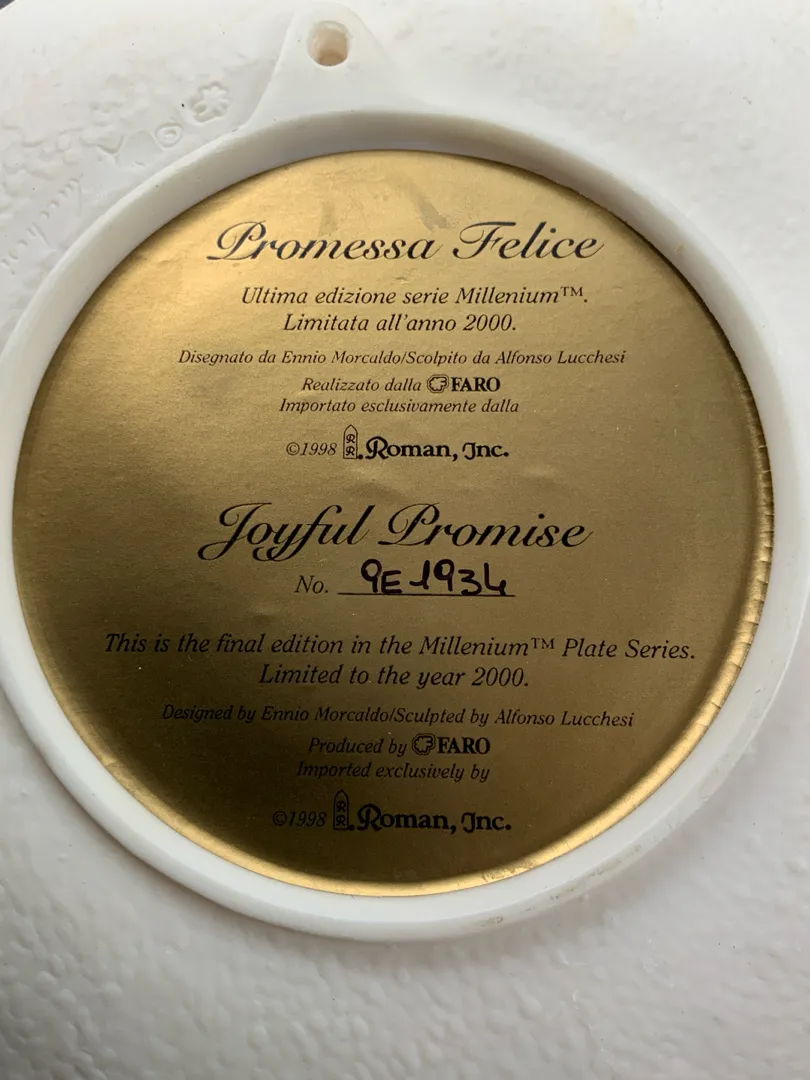 Promessa Felice
Ultima edizione serie Millenium™.
Limitata all'anno 2000.
Disegnato da Ennio Morcaldo/Scolpito da Alfonso Lucchesi
Realizzato dalla FARO
Importato esclusivamente dalla
©1998 R R. Roman, Inc.
Joyful Promise
No. 9E1934
This is the final edition in the Millenium™ Plate Series.
Limited to the year 2000.
Designed by Ennio Morcaldo/Sculpted by Alfonso Lucchesi
Produced by FARO
Imported exclusively by
©1998 R R. Roman, Inc.